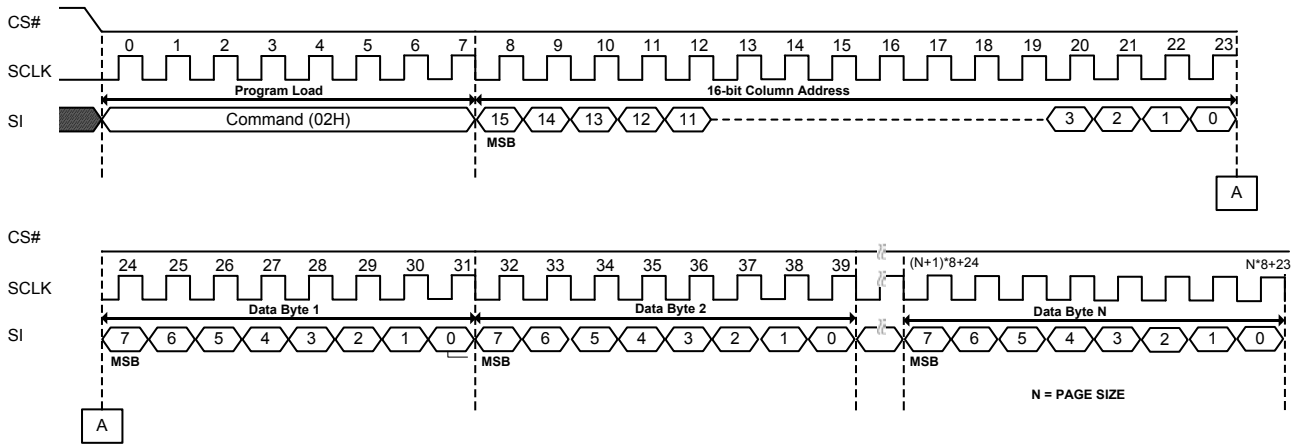 CS#
0 1 2 3 4 5 6 7 8 9 10 11 12 13 14 15 16 17 18 19 20 21 22 23
SCLK
Program Load 16-bit Column Address
SI Command (02H) 15 14 13 12 11 3 2 1 0
MSB
A
CS#
24 25 26 27 28 29 30 31 32 33 34 35 36 37 38 39 (N+1)*8+24 N*8+23
SCLK
Data Byte 1 Data Byte 2 Data Byte N
SI 7 6 5 4 3 2 1 0 7 6 5 4 3 2 1 0 7 6 5 4 3 2 1 0
MSB MSB MSB
N = PAGE SIZE
A